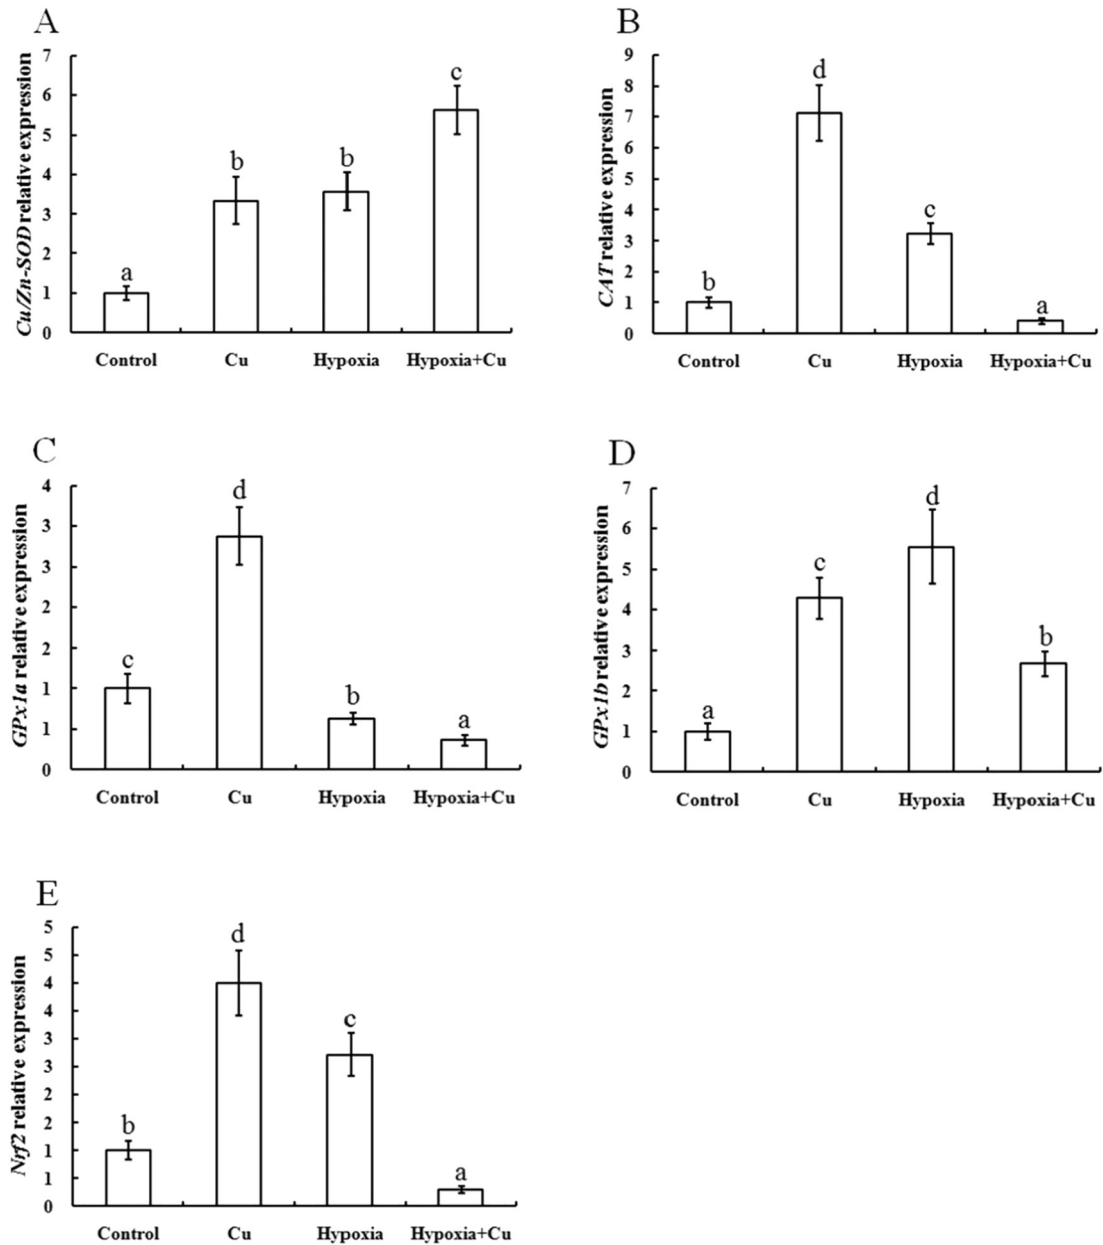 A
Cu/Zn-SOD relative expression
7
6
5
4
3
2
1
0
a
b
b
c
Control Cu Hypoxia Hypoxia+Cu
B
CAT relative expression
9
8
7
6
5
4
3
2
1
0
b
d
c
a
Control Cu Hypoxia Hypoxia+Cu
C
GPx1a relative expression
4
3
3
2
2
1
1
0
c
d
b
a
Control Cu Hypoxia Hypoxia+Cu
D
GPx1b relative expression
7
6
5
4
3
2
1
0
a
c
d
b
Control Cu Hypoxia Hypoxia+Cu
E
Nrf2 relative expression
5
5
4
4
3
3
2
2
1
1
0
b
d
c
a
Control Cu Hypoxia Hypoxia+Cu